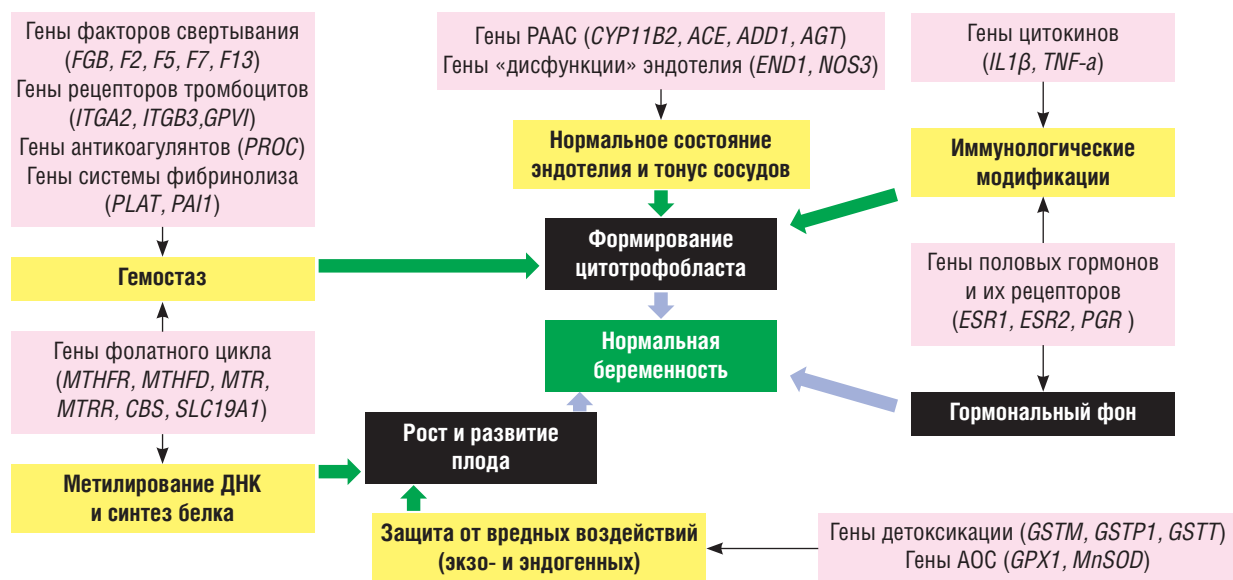 Гены факторов свертывания
(FGB, F2, F5, F7, F13)
Гены рецепторов тромбоцитов
(ITGA2, ITGB3,GPVI)
Гены антикоагулянтов (PROC)
Гены системы фибринолиза
(PLAT, PAI1)
Гемостаз
Гены фолатного цикла
(MTHFR, MTHFD, MTR,
MTRR, CBS, SLC19A1)
Метилирование ДНК
и синтез белка
Гены РААС (CYP11B2, ACE, ADD1, AGT)
Гены «дисфункции» эндотелия (END1, NOS3)
Нормальное состояние
эндотелия и тонус сосудов
Формирование
цитотрофобласта
Нормальная
беременность
Рост и развитие
плода
Защита от вредных воздействий
(экзо- и эндогенных)
Гены цитокинов
(IL1β, TNF-a)
Иммунологические
модификации
Гены половых гормонов
и их рецепторов
(ESR1, ESR2, PGR )
Гормональный фон
Гены детоксикации (GSTM, GSTP1, GSTT)
Гены АОС (GPX1, MnSOD)